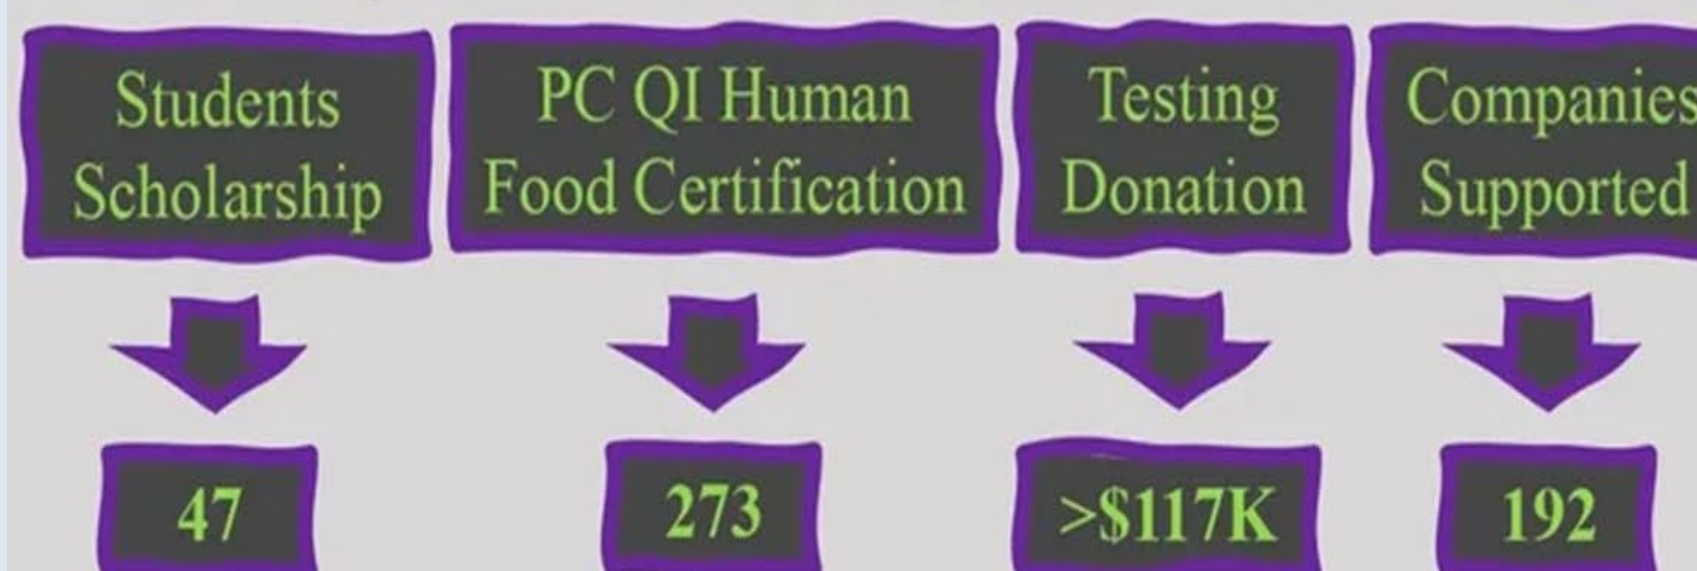 Students
Scholarship
PC QI Human
Food Certification
Testing
Donation
Companies
Supported
47
273
>$117K
192